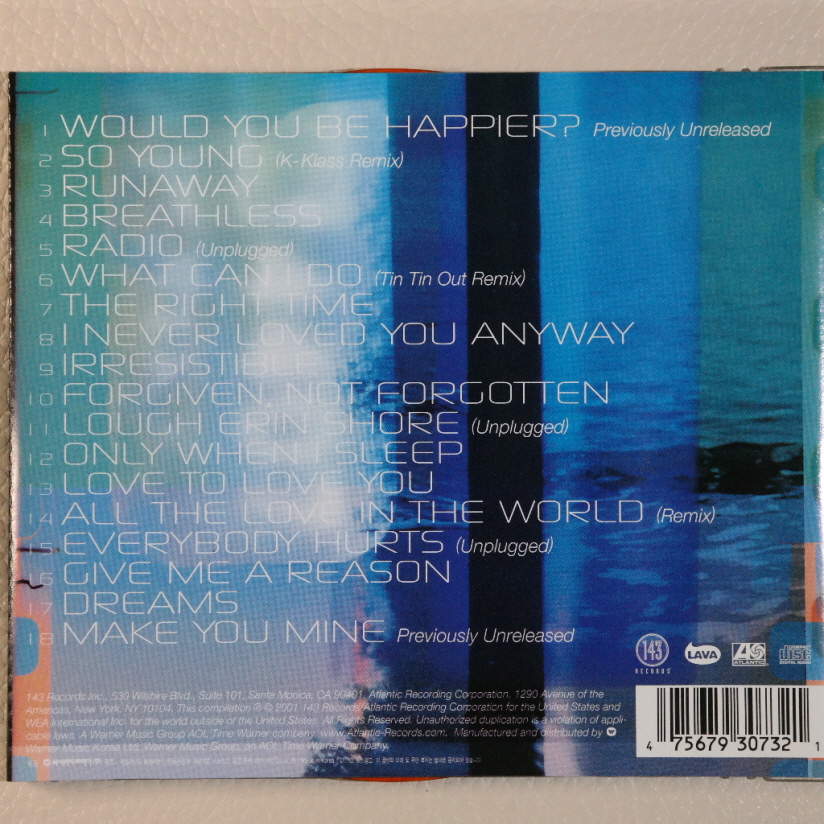 1 WOULD YOU BE HAPPIER? Previously Unreleased
2 SO YOUNG (K-Klass Remix)
3 RUNAWAY
4 BREATHLESS
5 RADIO (Unplugged)
6 WHAT CAN I DO (Tin Tin Out Remix)
7 THE RIGHT TIME
8 I NEVER LOVED YOU ANYWAY
9 IRRESISTIBLE
10 FORGIVEN, NOT FORGOTTEN
11 LOUGH ERIN SHORE (Unplugged)
12 ONLY WHEN I SLEEP
13 LOVE TO LOVE YOU
14 ALL THE LOVE IN THE WORLD (Remix)
15 EVERYBODY HURTS (Unplugged)
16 GIVE ME A REASON
17 DREAMS
18 MAKE YOU MINE Previously Unreleased
143 RECORDS
LAVA
ATLANTIC
COMPACT disc DIGITAL AUDIO
143 Records Inc., 530 Wilshire Blvd., Suite 101, Santa Monica, CA 90401. Atlantic Recording Corporation, 1290 Avenue of the
Americas, New York, NY 10104. This compilation ℗ © 2001 143 Records/Atlantic Recording Corporation for the United States and
WEA International Inc. for the world outside of the United States. All Rights Reserved. Unauthorized duplication is a violation of appli-
cable laws. A Warner Music Group AOL Time Warner company. www.Atlantic-Records.com. Manufactured and distributed by
Warner Music Korea Ltd. Warner Music Group, an AOL Time Warner Company.
4 75679 30732 1